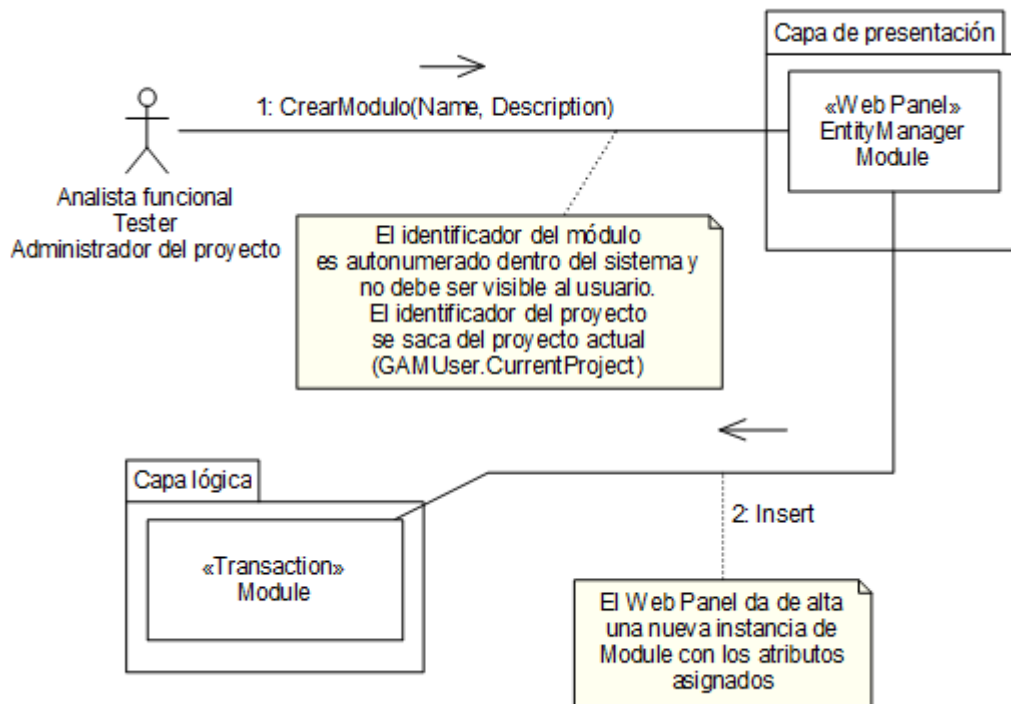 Capa de presentación
1: CrearModulo(Name, Description)
«Web Panel»
EntityManager
Module
Analista funcional
Tester
Administrador del proyecto
El identificador del módulo
es autonumerado dentro del sistema y
no debe ser visible al usuario.
El identificador del proyecto
se saca del proyecto actual
(GAMUser.CurrentProject)
Capa lógica
«Transaction»
Module
2: Insert
El Web Panel da de alta
una nueva instancia de
Module con los atributos
asignados